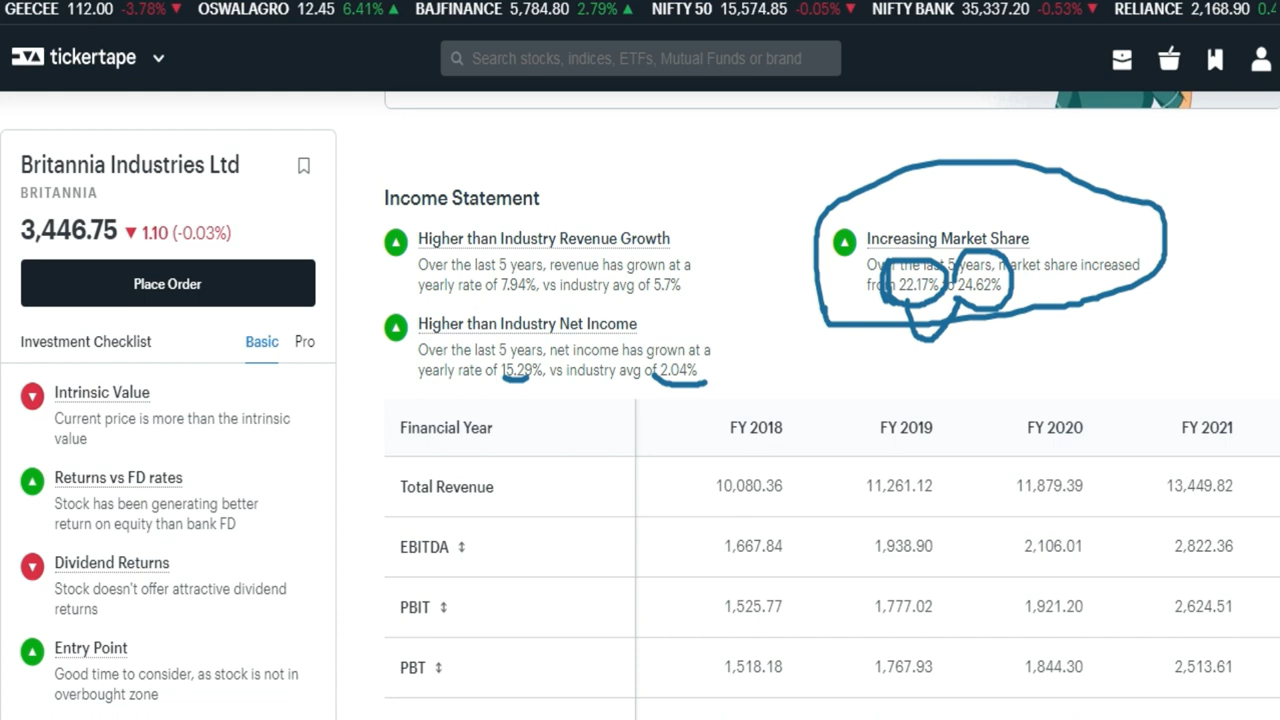 GEECEE 112.00 -3.78% ▼ OSWALAGRO 12.45 6.41% ▲ BAJFINANCE 5,784.80 2.79% ▲ NIFTY 50 15,574.85 -0.05% ▼ NIFTY BANK 35,337.20 -0.53% ▼ RELIANCE 2,168.90
tickertape
Search stocks, indices, ETFs, Mutual Funds or brand
Britannia Industries Ltd
BRITANNIA
3,446.75 ▼ 1.10 (-0.03%)
Place Order
Investment Checklist Basic Pro
Intrinsic Value
Current price is more than the intrinsic
value
Returns vs FD rates
Stock has been generating better
return on equity than bank FD
Dividend Returns
Stock doesn't offer attractive dividend
returns
Entry Point
Good time to consider, as stock is not in
overbought zone
Income Statement
Higher than Industry Revenue Growth
Over the last 5 years, revenue has grown at a
yearly rate of 7.94%, vs industry avg of 5.7%
Increasing Market Share
Over the last 5 years, market share increased
from 22.17% to 24.62%
Higher than Industry Net Income
Over the last 5 years, net income has grown at a
yearly rate of 15.29%, vs industry avg of 2.04%
Financial Year FY 2018 FY 2019 FY 2020 FY 2021
Total Revenue 10,080.36 11,261.12 11,879.39 13,449.82
EBITDA 1,667.84 1,938.90 2,106.01 2,822.36
PBIT 1,525.77 1,777.02 1,921.20 2,624.51
PBT 1,518.18 1,767.93 1,844.30 2,513.61